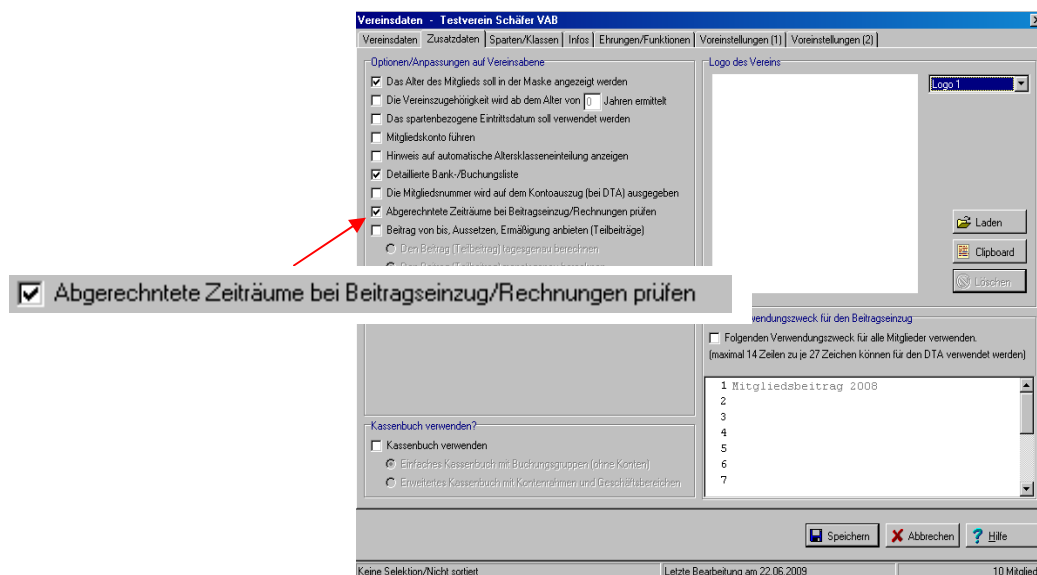 Vereinsdaten - Testverein Schäfer VAB
Vereinsdaten Zusatzdaten Sparten/Klassen Infos Ehrungen/Funktionen Voreinstellungen (1) Voreinstellungen (2)
Optionen/Anpassungen auf Vereinsabene
Das Alter des Mitglieds soll in der Maske angezeigt werden
Die Vereinszugehörigkeit wird ab dem Alter von 0 Jahren ermittelt
Das spartenbezogene Eintrittsdatum soll verwendet werden
Mitgliedskonto führen
Hinweis auf automatische Altersklasseneinteilung anzeigen
Detaillierte Bank-/Buchungsliste
Die Mitgliedsnummer wird auf dem Kontoauszug (bei DTA) ausgegeben
Abgerechntete Zeiträume bei Beitragseinzug/Rechnungen prüfen
Beitrag von bis, Aussetzen, Ermäßigung anbieten (Teilbeiträge)
Den Beitrag (Teilbeitrag) tagesgenau berechnen
Abgerechntete Zeiträume bei Beitragseinzug/Rechnungen prüfen
Kassenbuch verwenden?
Kassenbuch verwenden
Einfaches Kassenbuch mit Buchungsgruppen (ohne Konten)
Erweitertes Kassenbuch mit Kontenrahmen und Geschäftsbereichen
Logo des Vereins
Logo 1
Laden
Clipboard
Löschen
wendungszweck für den Beitragseinzug
Folgenden Verwendungszweck für alle Mitglieder verwenden.
(maximal 14 Zeilen zu je 27 Zeichen können für den DTA verwendet werden)
1 Mitgliedsbeitrag 2008
2
3
4
5
6
7
Speichern Abbrechen Hilfe
Keine Selektion/Nicht sortiert Letzte Bearbeitung am 22.06.2009 10 Mitglied